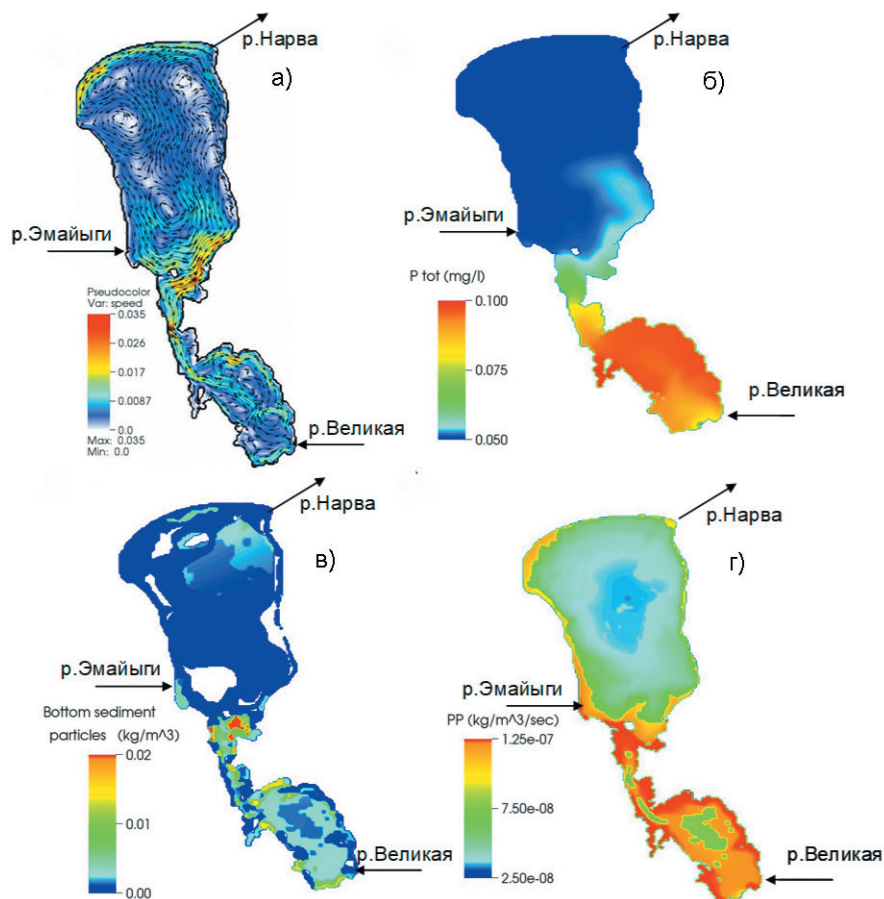 р.Нарва
а)
р.Эмайыги
Pseudocolor
Var: speed
0.035
0.026
0.017
0.0087
0.0
Max: 0.035
Min: 0.0
р.Великая
р.Нарва
б)
р.Эмайыги
P tot (mg/l)
0.100
0.075
0.050
р.Великая
р.Нарва
в)
р.Эмайыги
Bottom sediment
particles (kg/m^3)
0.02
0.01
0.00
р.Великая
р.Нарва
г)
р.Эмайыги
PP (kg/m^3/sec)
1.25e-07
7.50e-08
2.50e-08
р.Великая